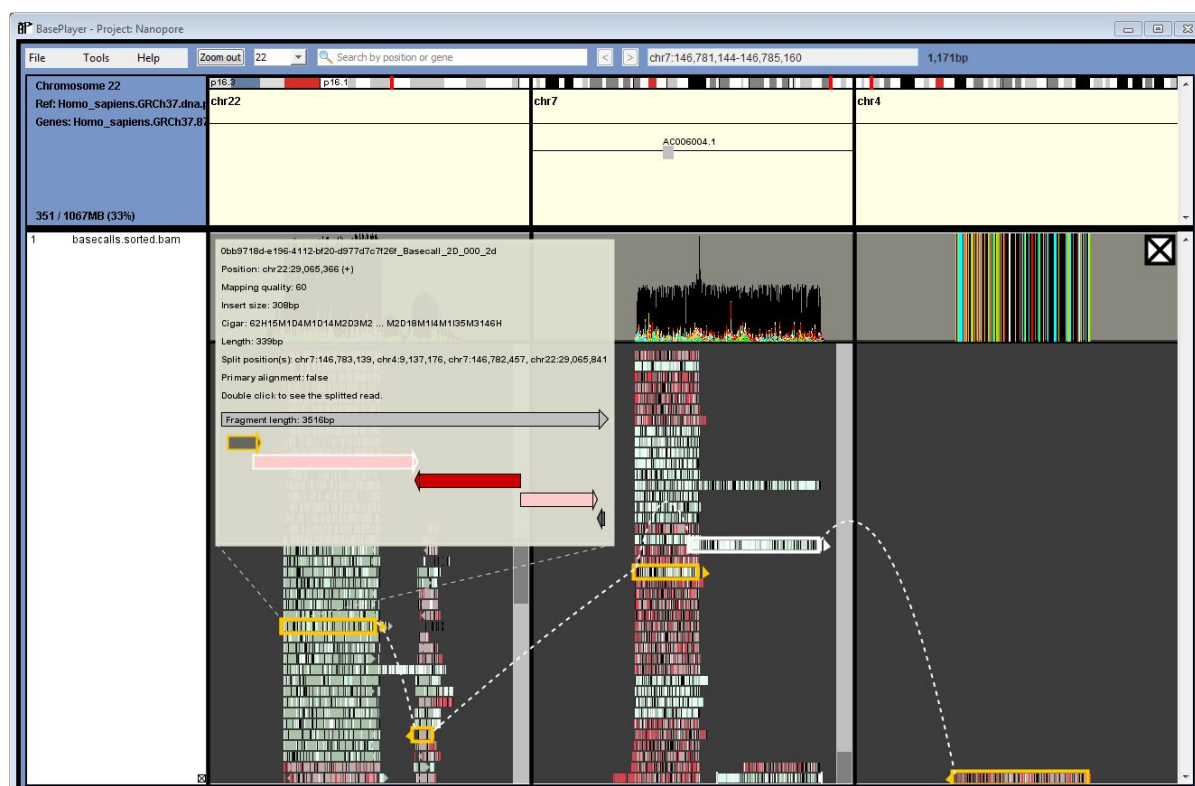 BasePlayer - Project: Nanopore
File Tools Help Zoom out 22 Search by position or gene < > chr7:146,781,144-146,785,160 1,171bp
Chromosome 22
Ref: Homo_sapiens.GRCh37.dna.p
Genes: Homo_sapiens.GRCh37.87
351 / 1067MB (33%)
p16.3 p16.1
chr22 chr7 chr4
AC006004.1
1 basecalls.sorted.bam
0bb9718d-e196-4112-bf20-d977d7c7f26f_Basecall_2D_000_2d
Position: chr22:29,065,366 (+)
Mapping quality: 60
Insert size: 308bp
Cigar: 62H15M1D4M1D14M2D3M2 ... M2D18M1I4M1I35M3146H
Length: 339bp
Split position(s): chr7:146,783,139, chr4:9,137,176, chr7:146,782,457, chr22:29,065,841
Primary alignment: false
Double click to see the splitted read.
Fragment length: 3516bp